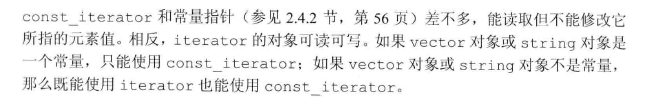 const_iterator 和常量指针（参见 2.4.2 节，第 56 页）差不多，能读取但不能修改它
所指的元素值。相反，iterator 的对象可读可写。如果 vector 对象或 string 对象是
一个常量，只能使用 const_iterator；如果 vector 对象或 string 对象不是常量，
那么既能使用 iterator 也能使用 const_iterator。